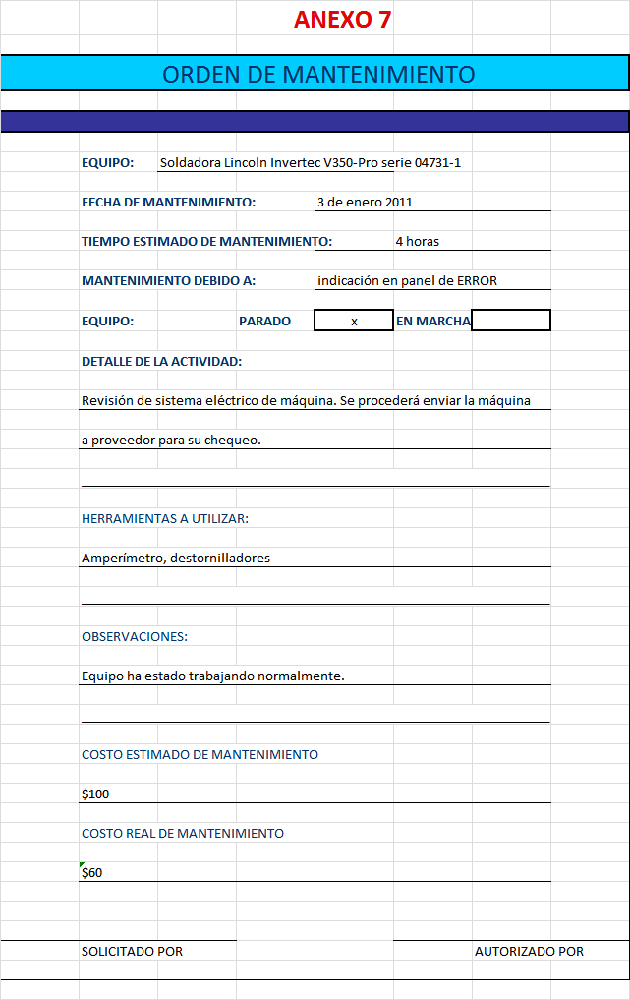 ANEXO 7
ORDEN DE MANTENIMIENTO
EQUIPO: Soldadora Lincoln Invertec V350-Pro serie 04731-1
FECHA DE MANTENIMIENTO: 3 de enero 2011
TIEMPO ESTIMADO DE MANTENIMIENTO: 4 horas
MANTENIMIENTO DEBIDO A: indicación en panel de ERROR
EQUIPO: PARADO x EN MARCHA
DETALLE DE LA ACTIVIDAD:
Revisión de sistema eléctrico de máquina. Se procederá enviar la máquina
a proveedor para su chequeo.
HERRAMIENTAS A UTILIZAR:
Amperímetro, destornilladores
OBSERVACIONES:
Equipo ha estado trabajando normalmente.
COSTO ESTIMADO DE MANTENIMIENTO
$100
COSTO REAL DE MANTENIMIENTO
$60
SOLICITADO POR AUTORIZADO POR